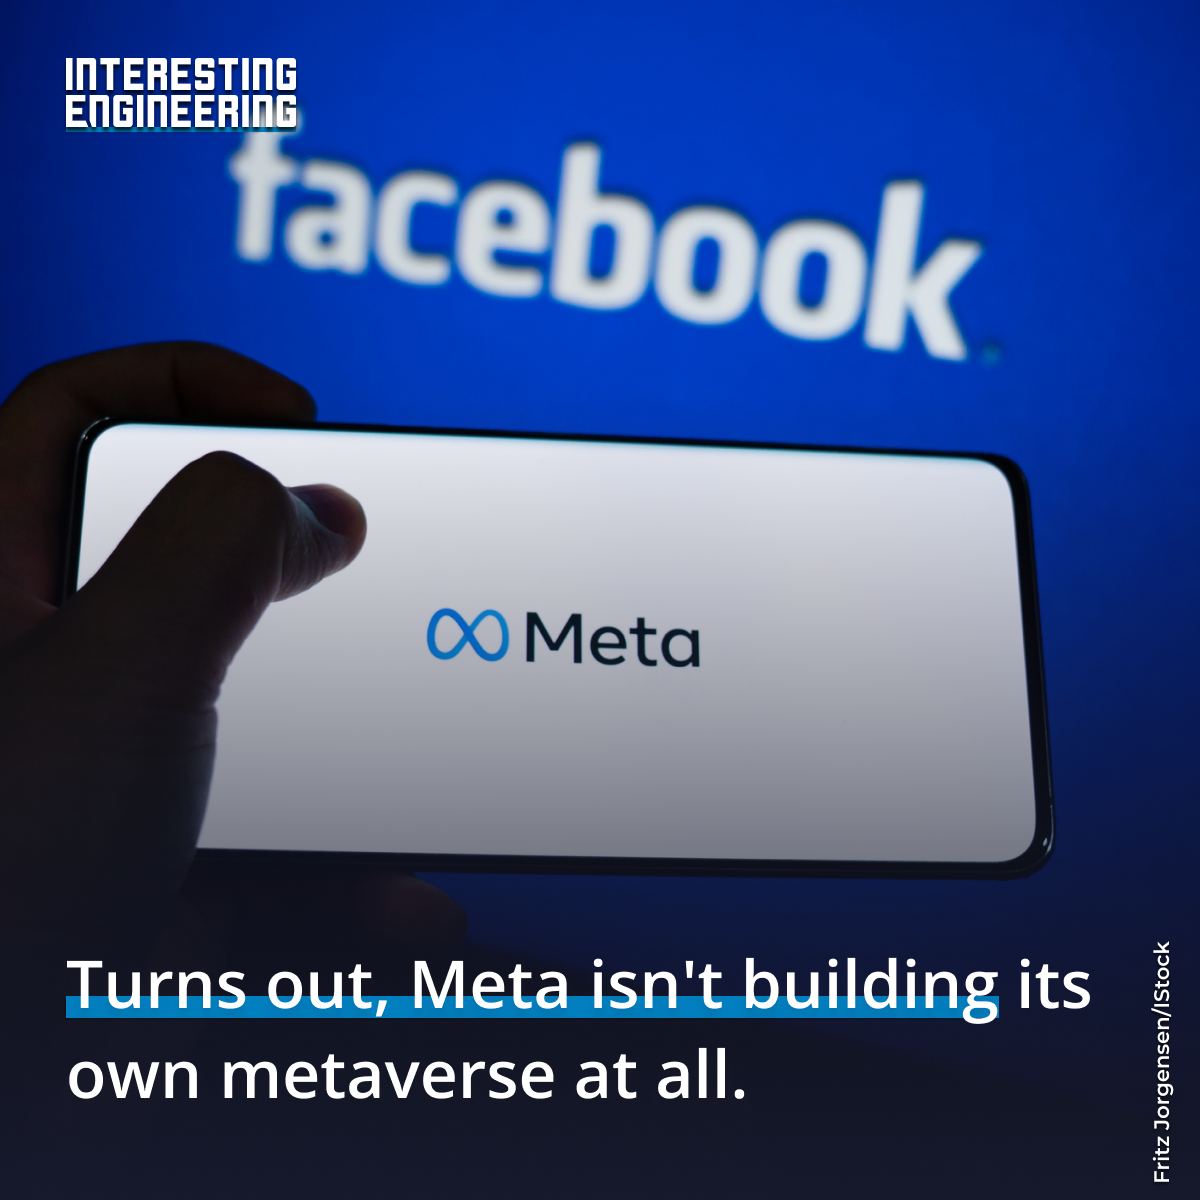 INTERESTING
ENGINEERING
facebook.
Meta
Turns out, Meta isn't building its
own metaverse at all.
Fritz Jorgensen/IStock